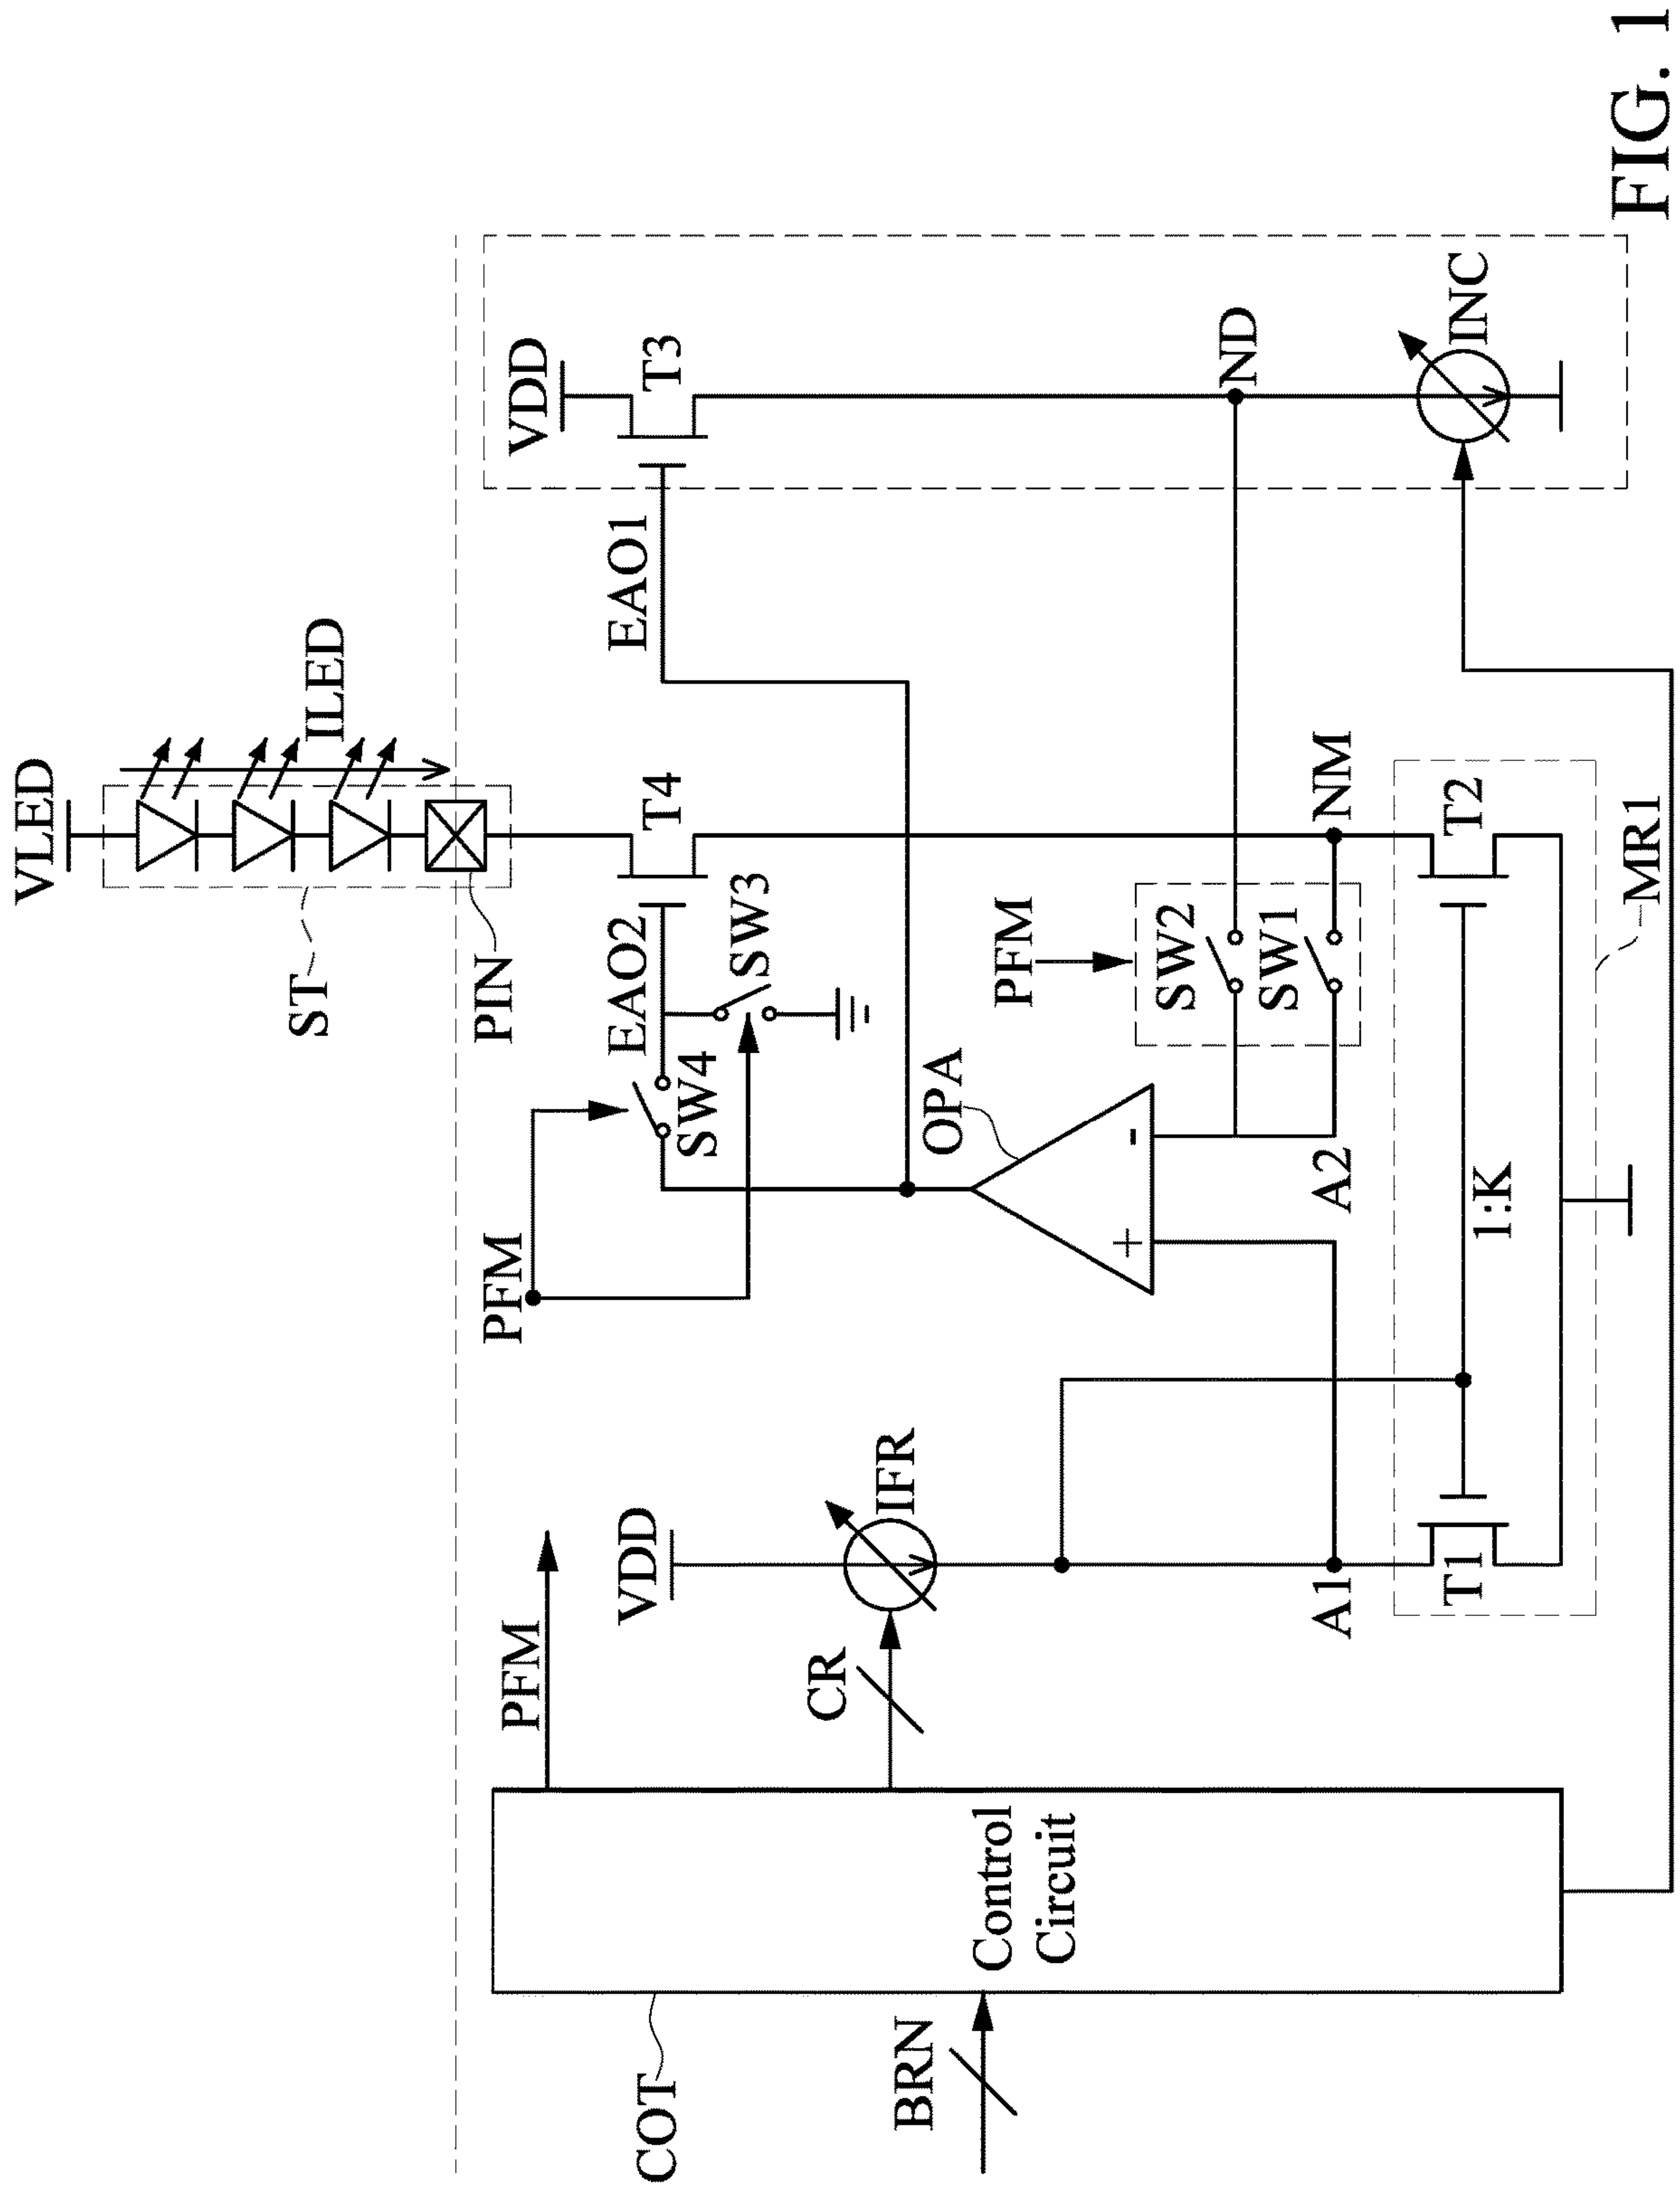 VLED
ILED
ST
PIN
VDD
T3
EAO1
T4
EAO2
SW3
SW4
PFM
PFM
VDD
IFR
CR
COT
BRN
Control
Circuit
OPA
+
-
PFM
SW2
SW1
ND
NM
A1
A2
INC
T1
1:K
T2
MR1
FIG. 1